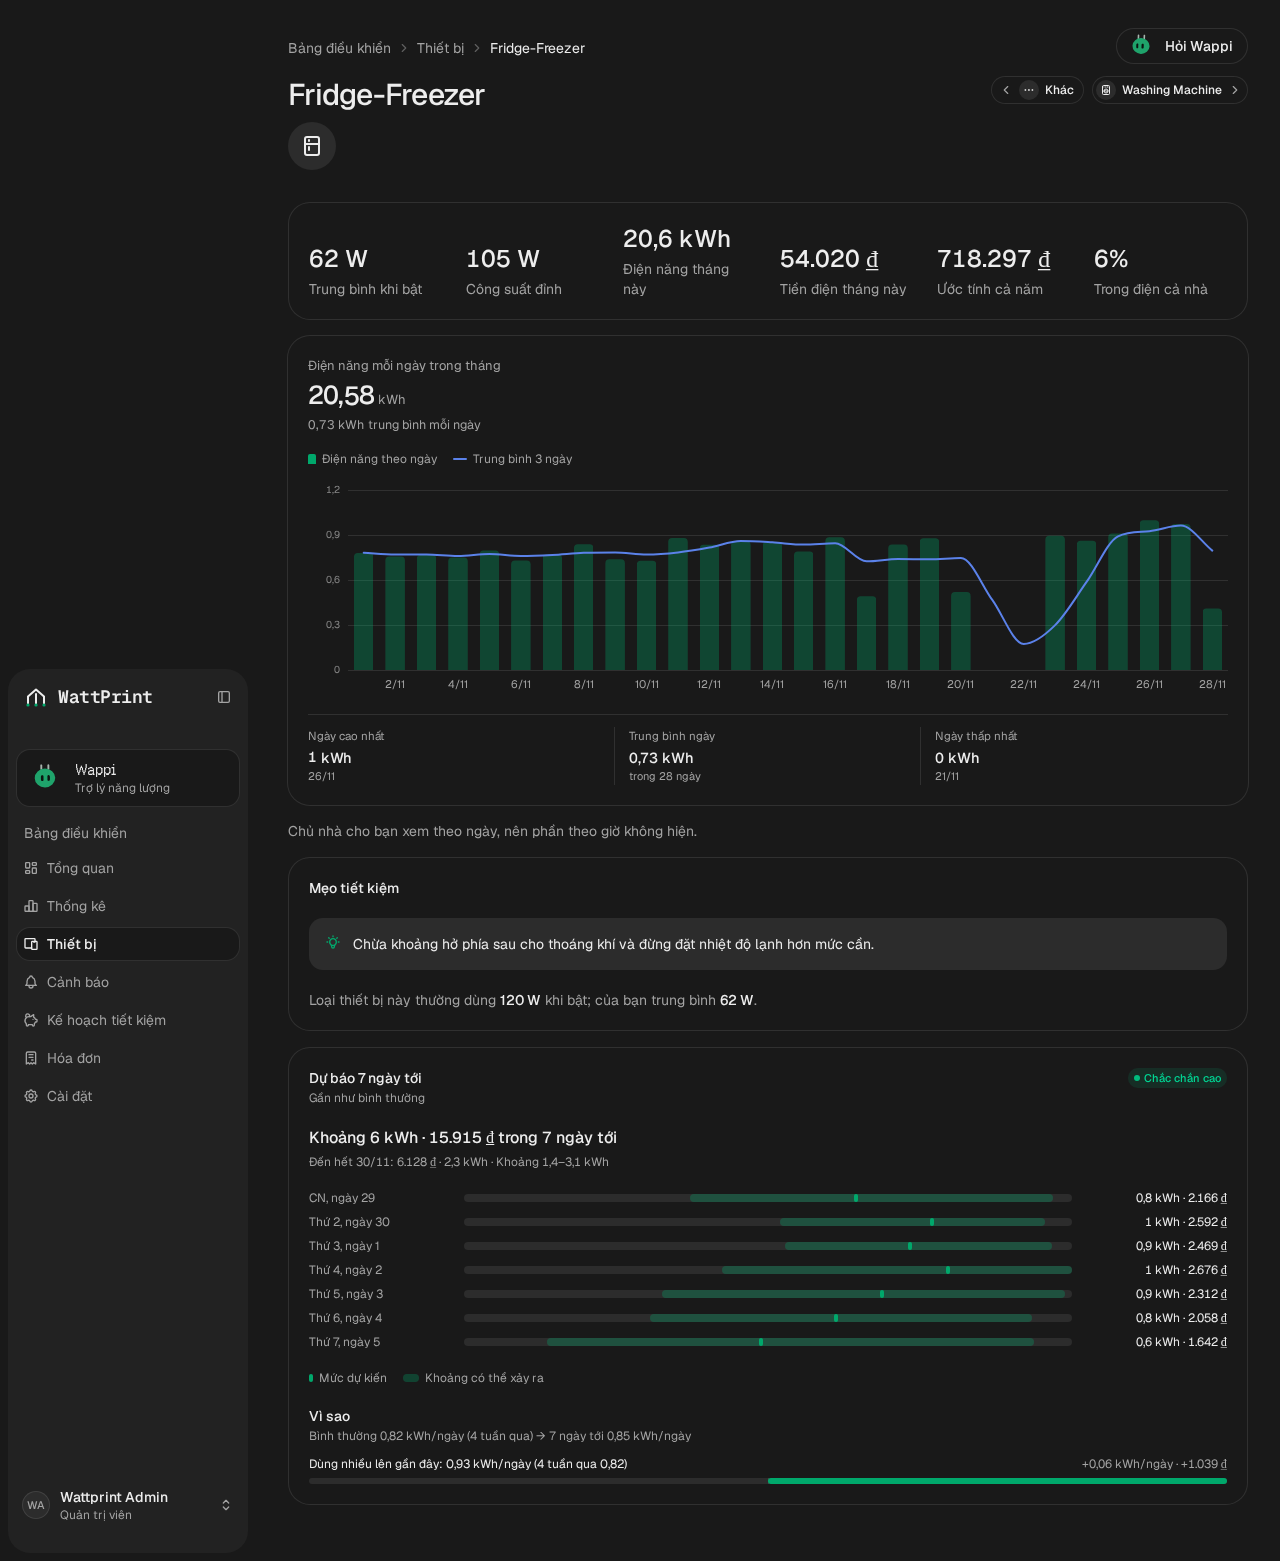 Bảng điều khiển > Thiết bị > Fridge-Freezer
Hỏi Wappi
Fridge-Freezer
Khác
Washing Machine
62 W
Trung bình khi bật
105 W
Công suất đỉnh
20,6 kWh
Điện năng tháng
này
54.020 ₫
Tiền điện tháng này
718.297 ₫
Ước tính cả năm
6%
Trong điện cả nhà
Điện năng mỗi ngày trong tháng
20,58 kWh
0,73 kWh trung bình mỗi ngày
Điện năng theo ngày
Trung bình 3 ngày
1,2
0,9
0,6
0,3
0
2/11 4/11 6/11 8/11 10/11 12/11 14/11 16/11 18/11 20/11 22/11 24/11 26/11 28/11
Ngày cao nhất
1 kWh
26/11
Trung bình ngày
0,73 kWh
trong 28 ngày
Ngày thấp nhất
0 kWh
21/11
Chủ nhà cho bạn xem theo ngày, nên phần theo giờ không hiện.
Mẹo tiết kiệm
Chừa khoảng hở phía sau cho thoáng khí và đừng đặt nhiệt độ lạnh hơn mức cần.
Loại thiết bị này thường dùng 120 W khi bật; của bạn trung bình 62 W.
Dự báo 7 ngày tới
Chắc chắn cao
Gần như bình thường
Khoảng 6 kWh · 15.915 ₫ trong 7 ngày tới
Đến hết 30/11: 6.128 ₫ · 2,3 kWh · Khoảng 1,4–3,1 kWh
CN, ngày 29 0,8 kWh · 2.166 ₫
Thứ 2, ngày 30 1 kWh · 2.592 ₫
Thứ 3, ngày 1 0,9 kWh · 2.469 ₫
Thứ 4, ngày 2 1 kWh · 2.676 ₫
Thứ 5, ngày 3 0,9 kWh · 2.312 ₫
Thứ 6, ngày 4 0,8 kWh · 2.058 ₫
Thứ 7, ngày 5 0,6 kWh · 1.642 ₫
Mức dự kiến
Khoảng có thể xảy ra
Vì sao
Bình thường 0,82 kWh/ngày (4 tuần qua) → 7 ngày tới 0,85 kWh/ngày
Dùng nhiều lên gần đây: 0,93 kWh/ngày (4 tuần qua 0,82)
+0,06 kWh/ngày · +1.039 ₫
WattPrint
Wappi
Trợ lý năng lượng
Bảng điều khiển
Tổng quan
Thống kê
Thiết bị
Cảnh báo
Kế hoạch tiết kiệm
Hóa đơn
Cài đặt
WA
Wattprint Admin
Quản trị viên